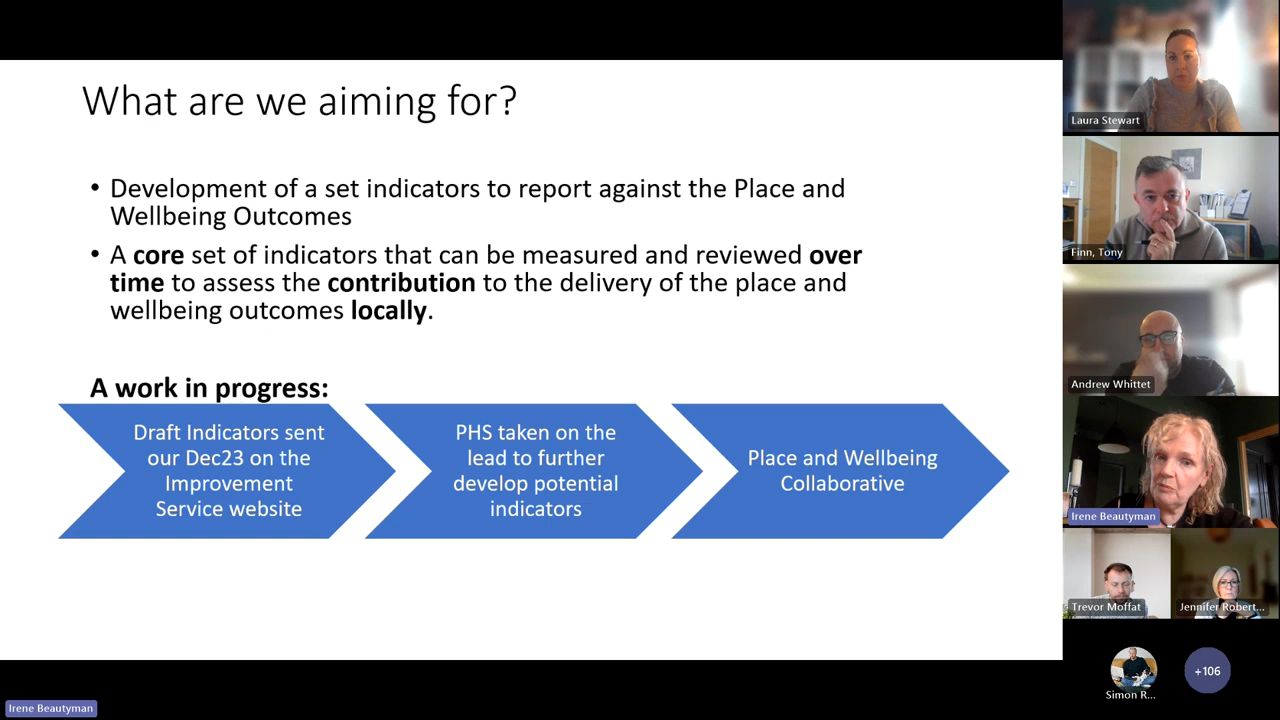 What are we aiming for?
• Development of a set indicators to report against the Place and
Wellbeing Outcomes
• A core set of indicators that can be measured and reviewed over
time to assess the contribution to the delivery of the place and
wellbeing outcomes locally.
A work in progress:
Draft Indicators sent
our Dec23 on the
Improvement
Service website
PHS taken on the
lead to further
develop potential
indicators
Place and Wellbeing
Collaborative
Laura Stewart
Finn, Tony
Andrew Whittet
Irene Beautyman
Trevor Moffat
Jennifer Robert...
Simon R...
+106
Irene Beautyman